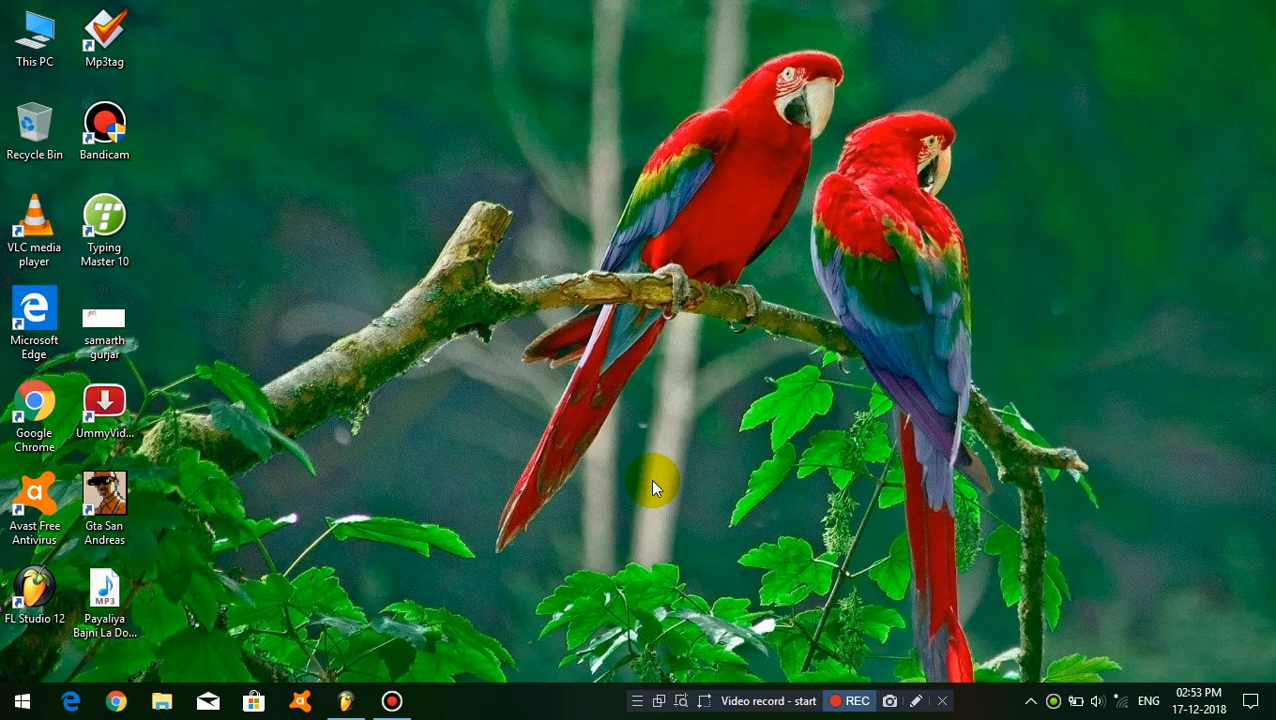 This PC
Mp3tag
Recycle Bin
Bandicam
VLC media
player
Typing
Master 10
Microsoft
Edge
samarth
gurjar
Google
Chrome
UmmyVid...
Avast Free
Antivirus
Gta San
Andreas
FL Studio 12
MP3
Payaliya
Bajni La Do...
Video record - start
REC
ENG
02:53 PM
17-12-2018